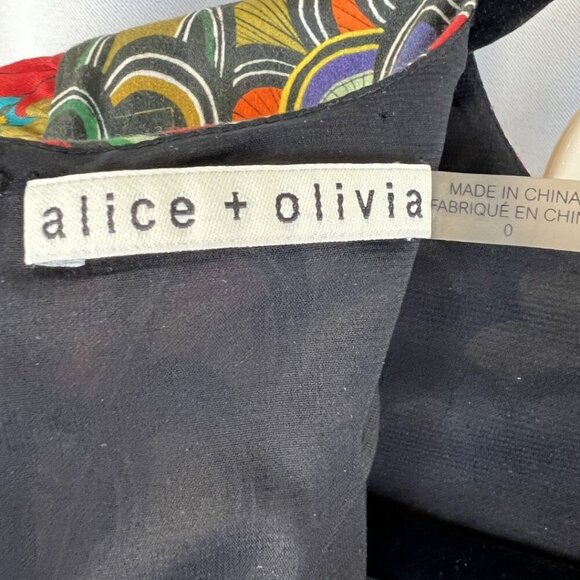 alice + olivia
MADE IN CHINA
FABRIQUÉ EN CHIN
0